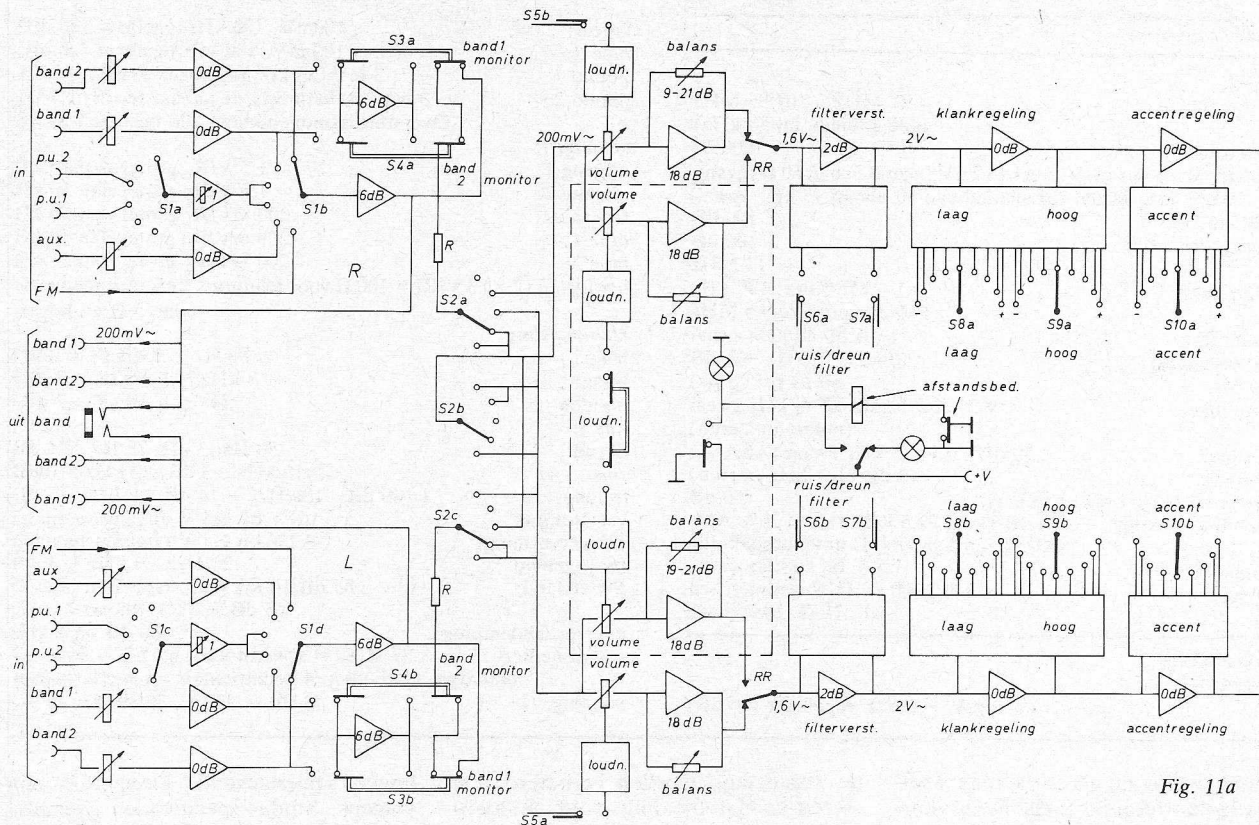 S5b
S3a
band1
monitor
loudn.
balans
9-21dB
band 2
0dB
6dB
filterverst.
klankregeling
accentregeling
band 1
0dB
200mV~
1,6V~
2dB
2V~
0dB
0dB
S4a
band
2
monitor
volume
18dB
RR
p.u.2
in
S1a
1
S1b
6dB
volume
p.u.1
18dB
laag
hoog
accent
aux.
0dB
R
R
FM
loudn.
balans
S2a
S6a
S7a
- S8a +
- S9a +
- S10a +
200mV~
band1
ruis/dreun
filter
laag
hoog
accent
band2
afstandsbed.
uit
band
S2b
loudn.
band2
+V
band1
200mV~
ruis/dreun
filter
laag
hoog
accent
S2c
S6b
S7b
S8b
S9b
S10b
balans
FM
L
loudn.
19-21dB
aux
0dB
R
p.u.1
in
S1c
1
S1d
6dB
volume
volume
18dB
laag
hoog
accent
p.u.2
S4b
band
2
monitor
RR
band1
0dB
6dB
18dB
1,6V~
2dB
2V~
0dB
0dB
band2
0dB
band1
monitor
filterverst.
klankregeling
accentregeling
balans
S3b
loudn.
S5a
Fig. 11a